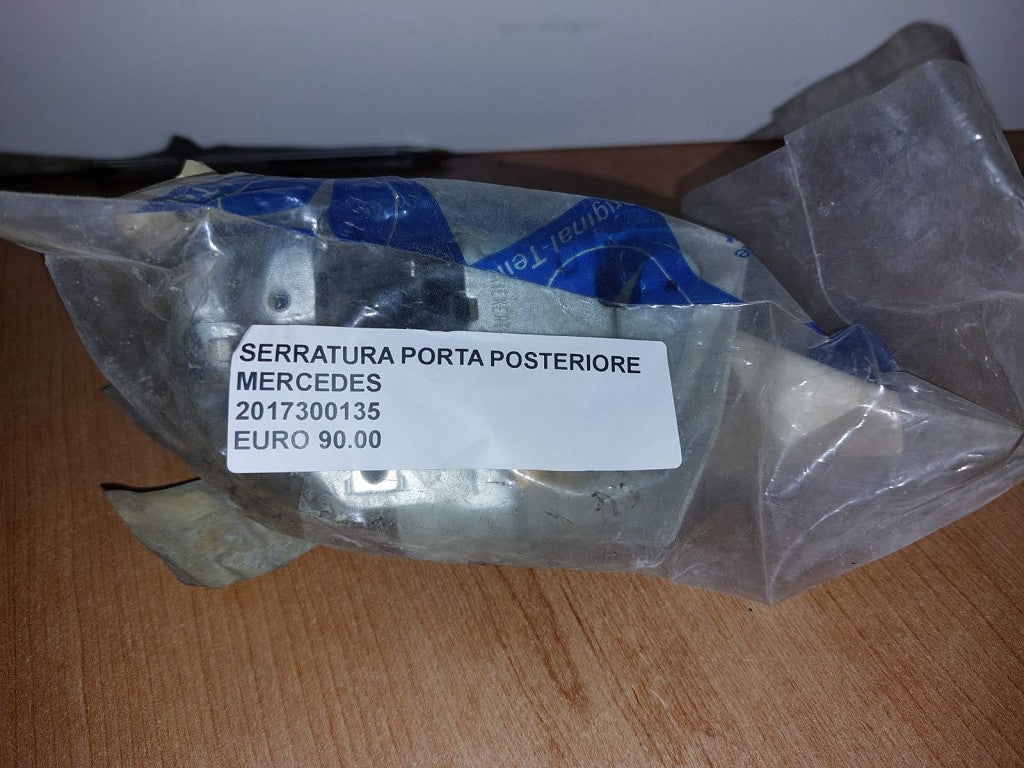 SERRATURA PORTA POSTERIORE
MERCEDES
2017300135
EURO 90.00